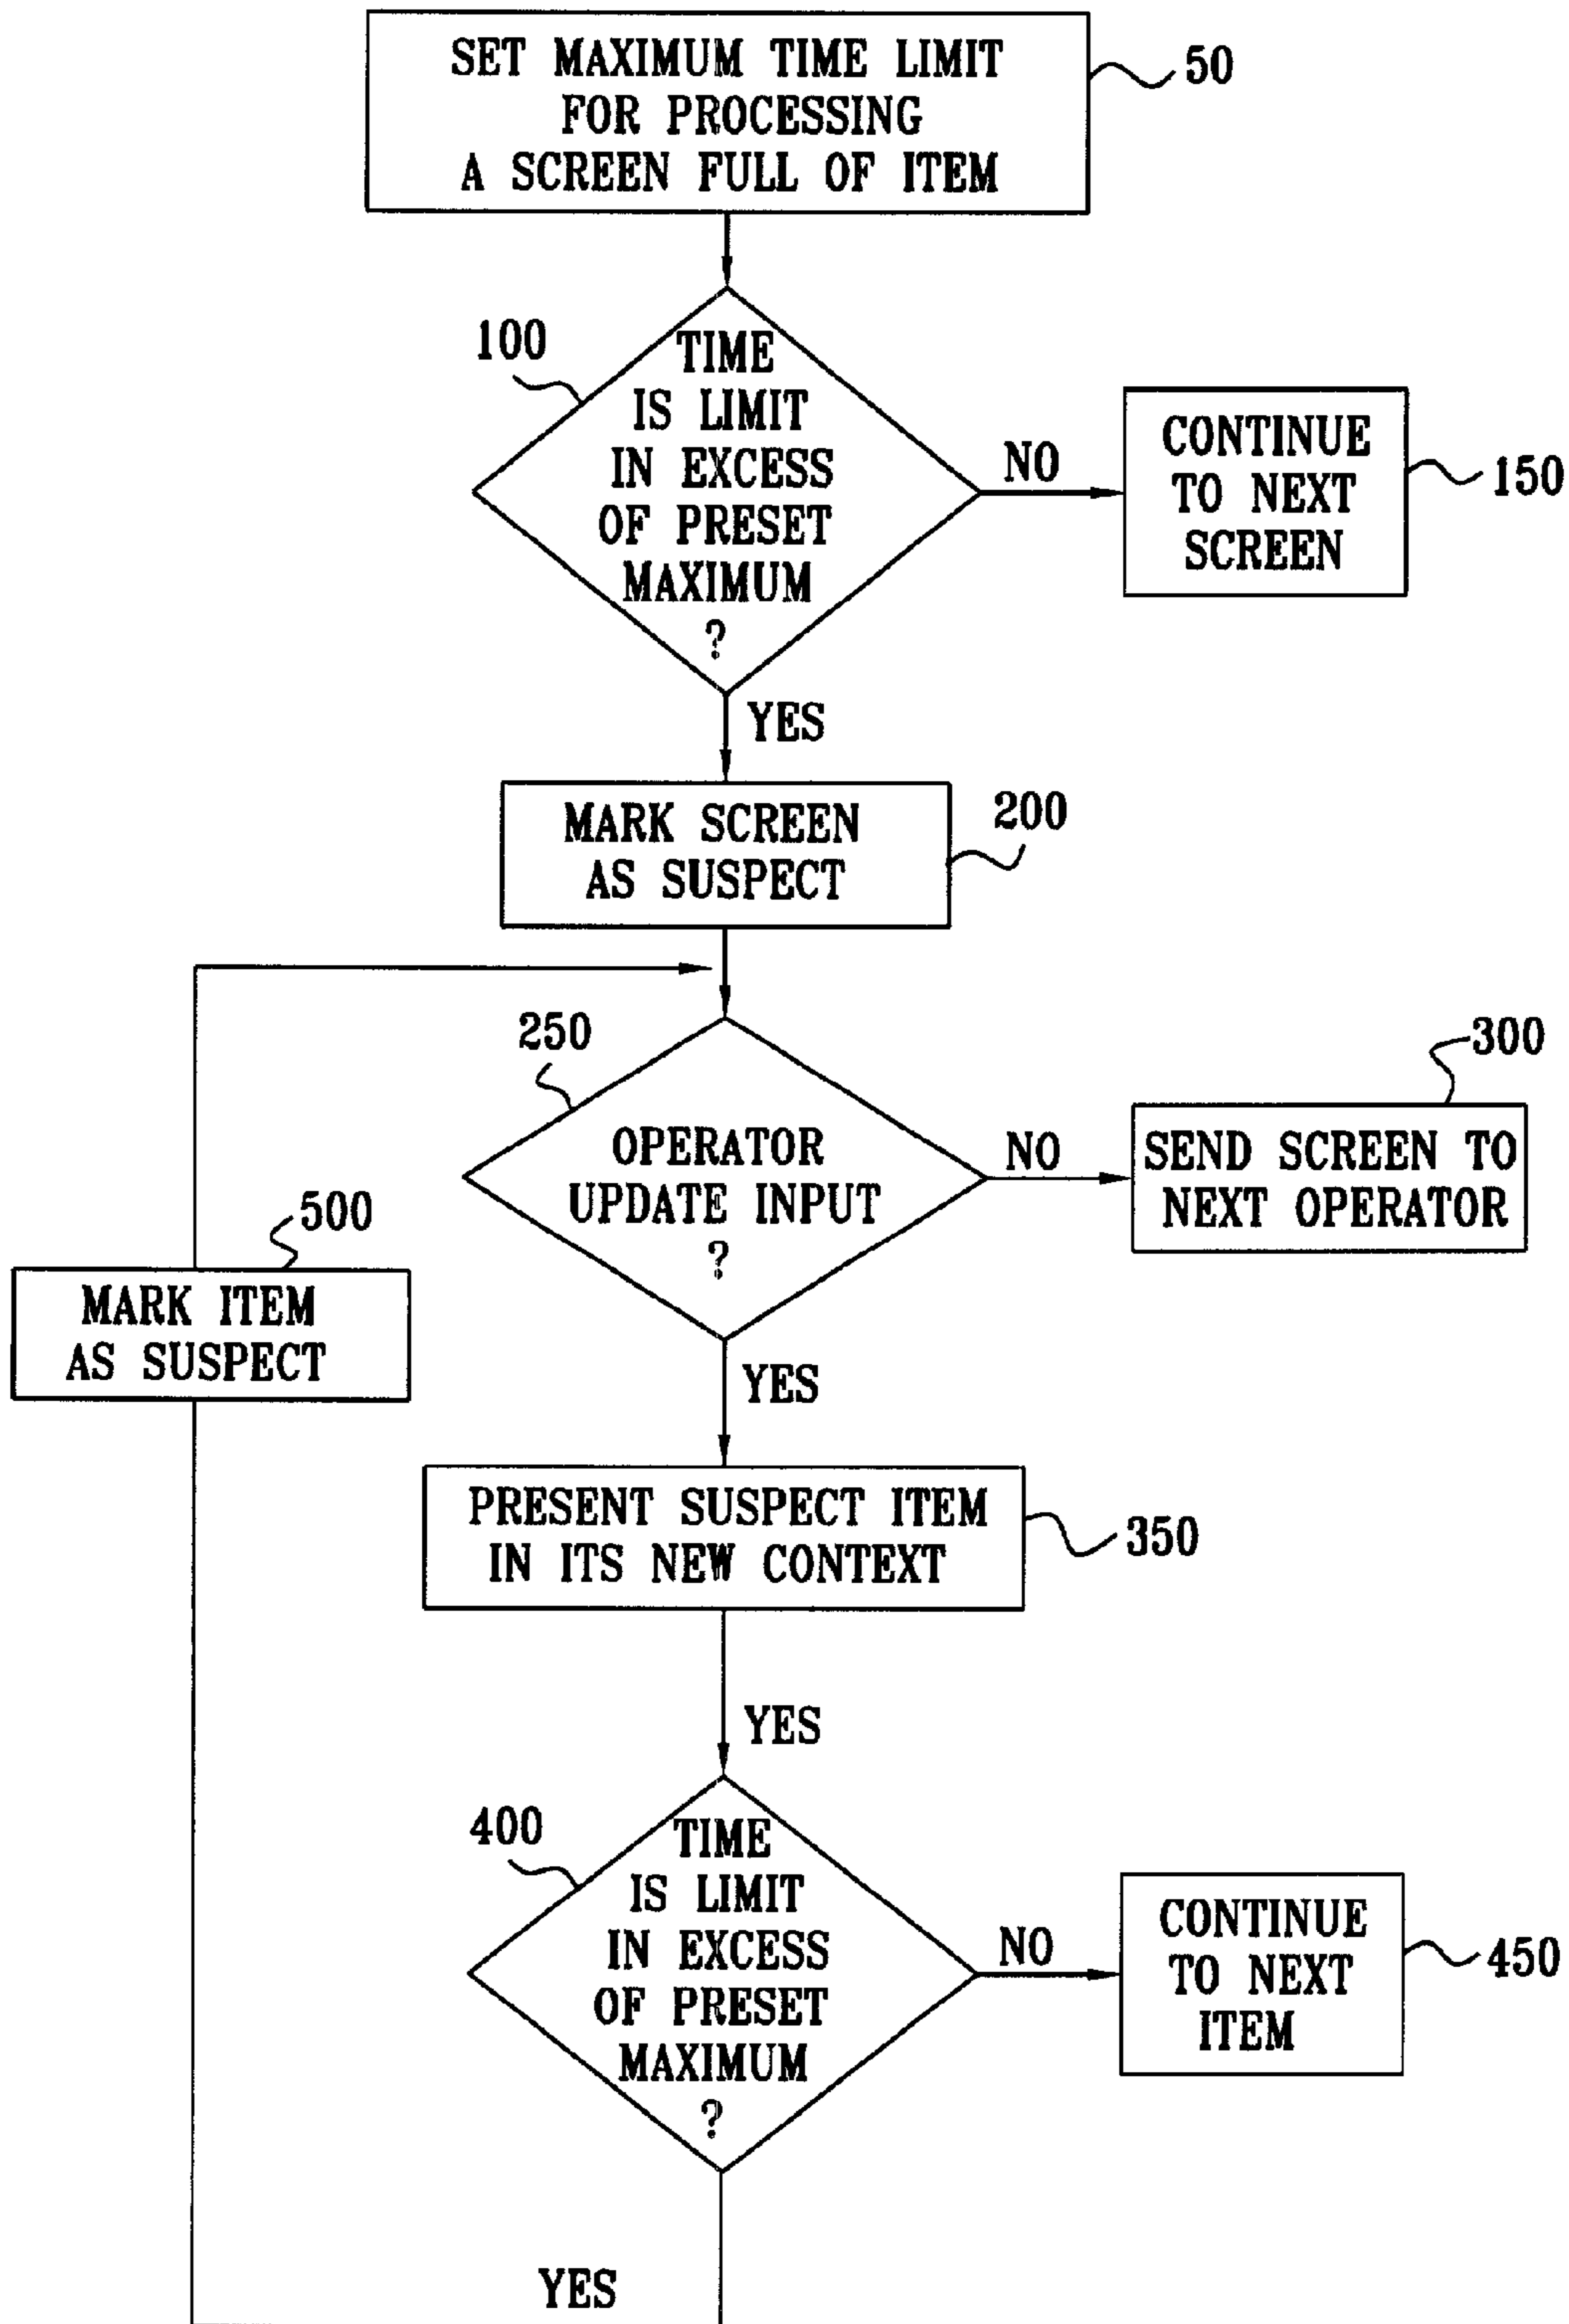 SET MAXIMUM TIME LIMIT
FOR PROCESSING
A SCREEN FULL OF ITEM
50
100
TIME
IS LIMIT
IN EXCESS
OF PRESET
MAXIMUM
?
NO
CONTINUE
TO NEXT
SCREEN
150
YES
MARK SCREEN
AS SUSPECT
200
250
OPERATOR
UPDATE INPUT
?
NO
300
SEND SCREEN TO
NEXT OPERATOR
500
MARK ITEM
AS SUSPECT
YES
PRESENT SUSPECT ITEM
IN ITS NEW CONTEXT
350
YES
400
TIME
IS LIMIT
IN EXCESS
OF PRESET
MAXIMUM
?
NO
CONTINUE
TO NEXT
ITEM
450
YES